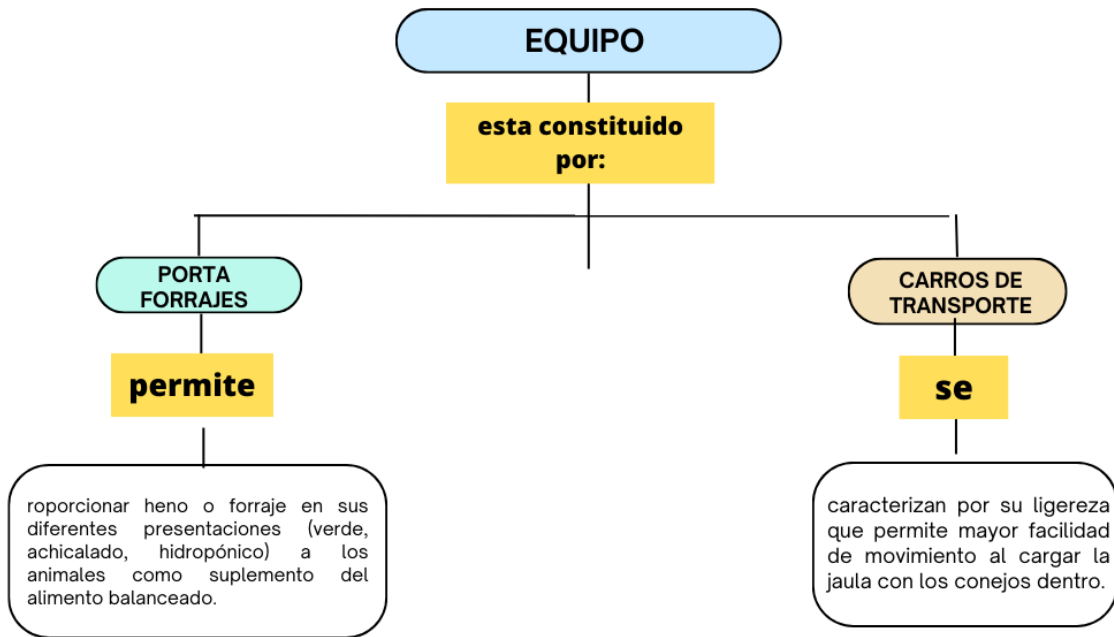 EQUIPO
esta constituido
por:
PORTA
FORRAJES
permite
roporcionar heno o forraje en sus
diferentes presentaciones (verde,
achicalado, hidropónico) a los
animales como suplemento del
alimento balanceado.
CARROS DE
TRANSPORTE
se
caracterizan por su ligereza
que permite mayor facilidad
de movimiento al cargar la
jaula con los conejos dentro.